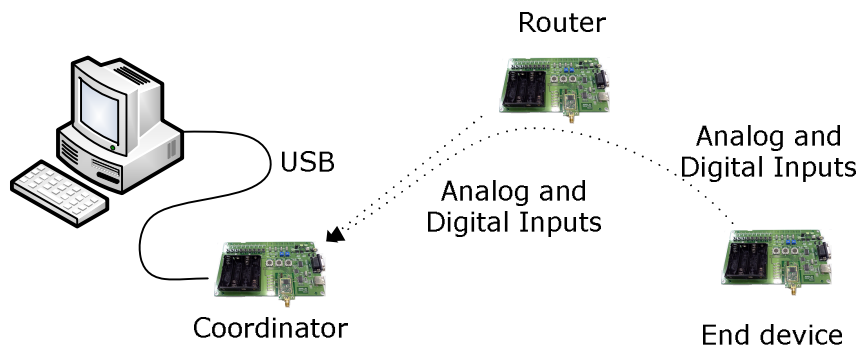 Router
Analog and
Digital Inputs
USB
Analog and
Digital Inputs
Coordinator
End device